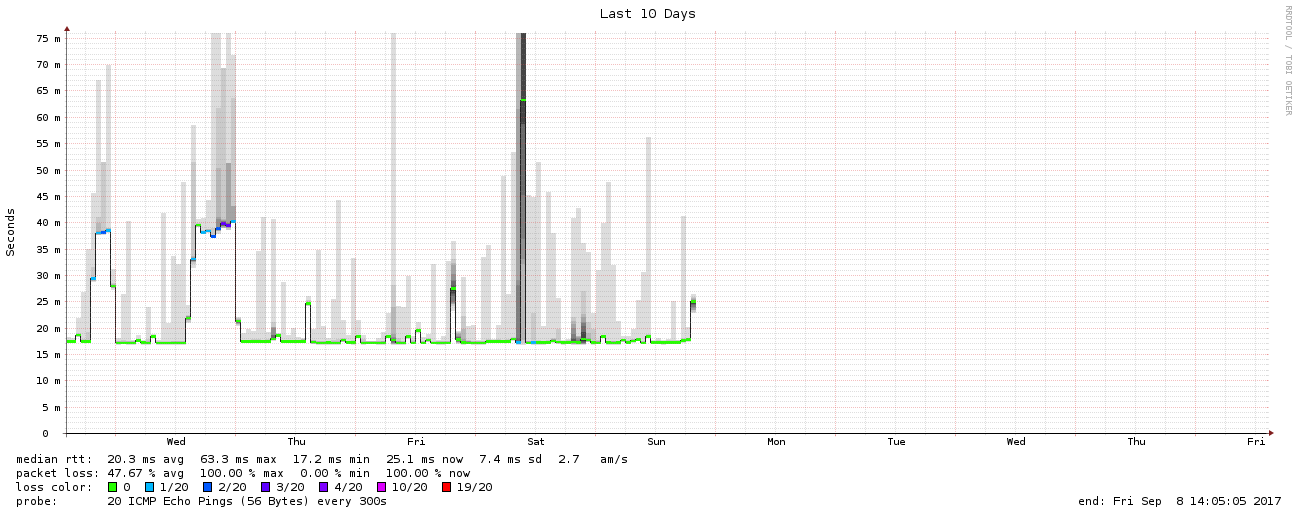 Last 10 Days
RRDTOOL / TOBI OETIKER
Seconds
75 m
70 m
65 m
60 m
55 m
50 m
45 m
40 m
35 m
30 m
25 m
20 m
15 m
10 m
5 m
0
Wed Thu Fri Sat Sun Mon Tue Wed Thu Fri
median rtt: 20.3 ms avg 63.3 ms max 17.2 ms min 25.1 ms now 7.4 ms sd 2.7 am/s
packet loss: 47.67 % avg 100.00 % max 0.00 % min 100.00 % now
loss color: 0 1/20 2/20 3/20 4/20 10/20 19/20
probe: 20 ICMP Echo Pings (56 Bytes) every 300s end: Fri Sep 8 14:05:05 2017